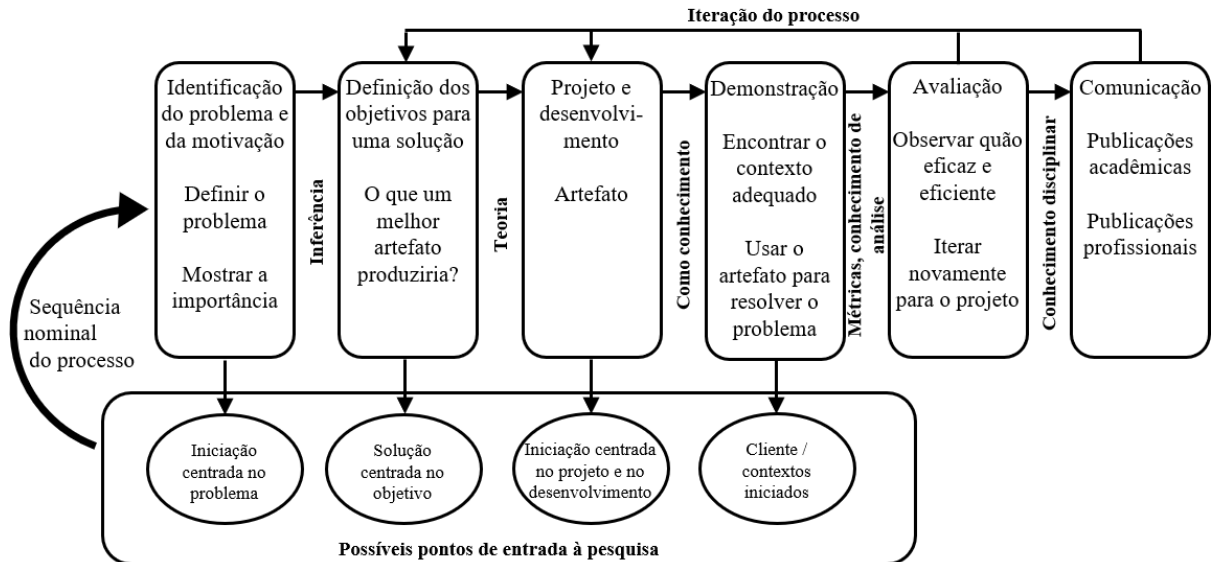 Iteração do processo
Identificação
do problema e
da motivação
Definir o
problema
Mostrar a
importância
Inferência
Definição dos
objetivos para
uma solução
O que um
melhor
artefato
produziria?
Teoria
Projeto e
desenvolvi-
mento
Artefato
Como conhecimento
Demonstração
Encontrar o
contexto
adequado
Usar o
artefato para
resolver o
problema
Métricas, conhecimento de
análise
Avaliação
Observar quão
eficaz e
eficiente
Iterar
novamente
para o projeto
Conhecimento disciplinar
Comunicação
Publicações
acadêmicas
Publicações
profissionais
Sequência
nominal
do processo
Iniciação
centrada no
problema
Solução
centrada no
objetivo
Iniciação centrada
no projeto e no
desenvolvimento
Cliente /
contextos
iniciados
Possíveis pontos de entrada à pesquisa